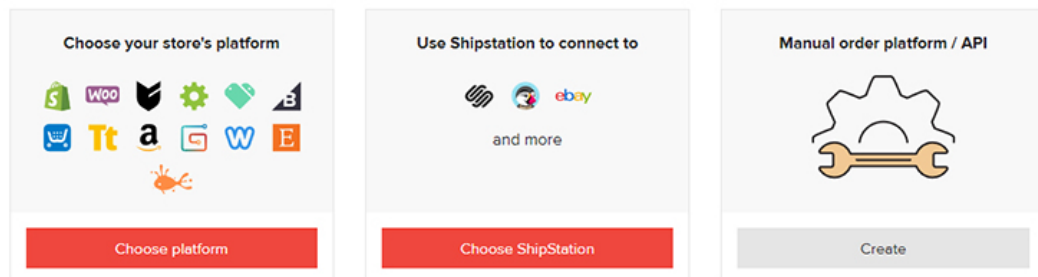 Choose your store's platform
WOO
Tt
a
E
Choose platform
Use Shipstation to connect to
ebay
and more
Choose ShipStation
Manual order platform / API
Create